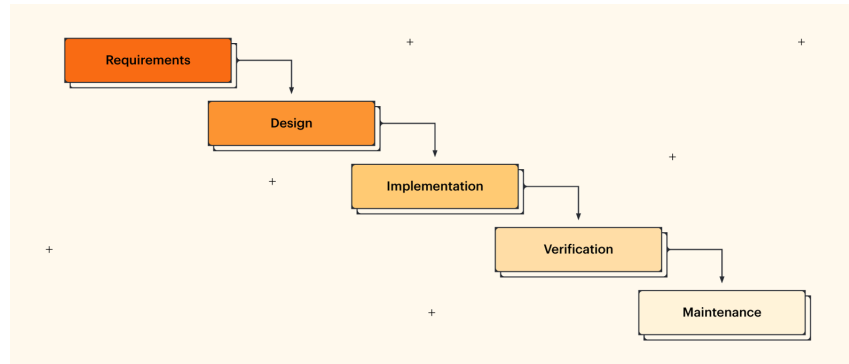 Requirements
Design
Implementation
Verification
Maintenance